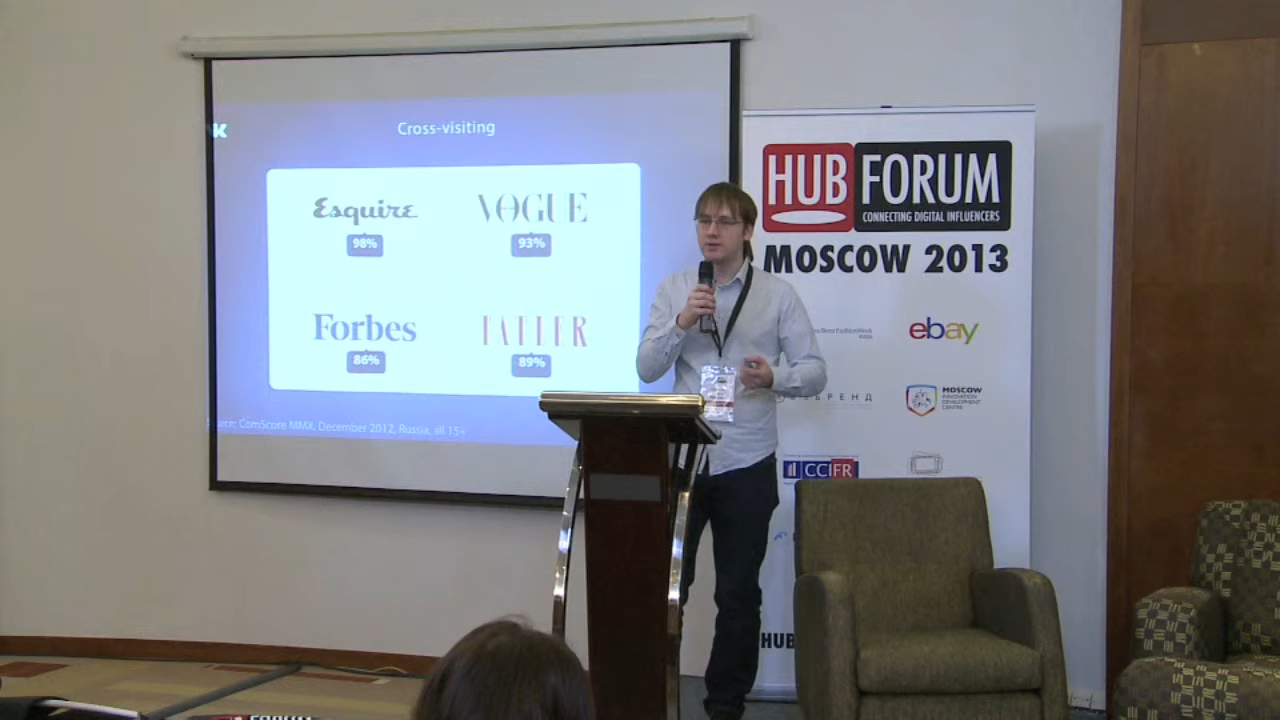 Cross-visiting
Esquire
VOGUE
98%
93%
Forbes
TATLER
86%
89%
ComScore MMX, December 2012, Russia, all 15+
HUB FORUM
CONNECTING DIGITAL INFLUENCERS
MOSCOW 2013
ebay
MOSCOW
INNOVATION
DEVELOPMENT
CENTRE
CCIFR
HUB
FORUM